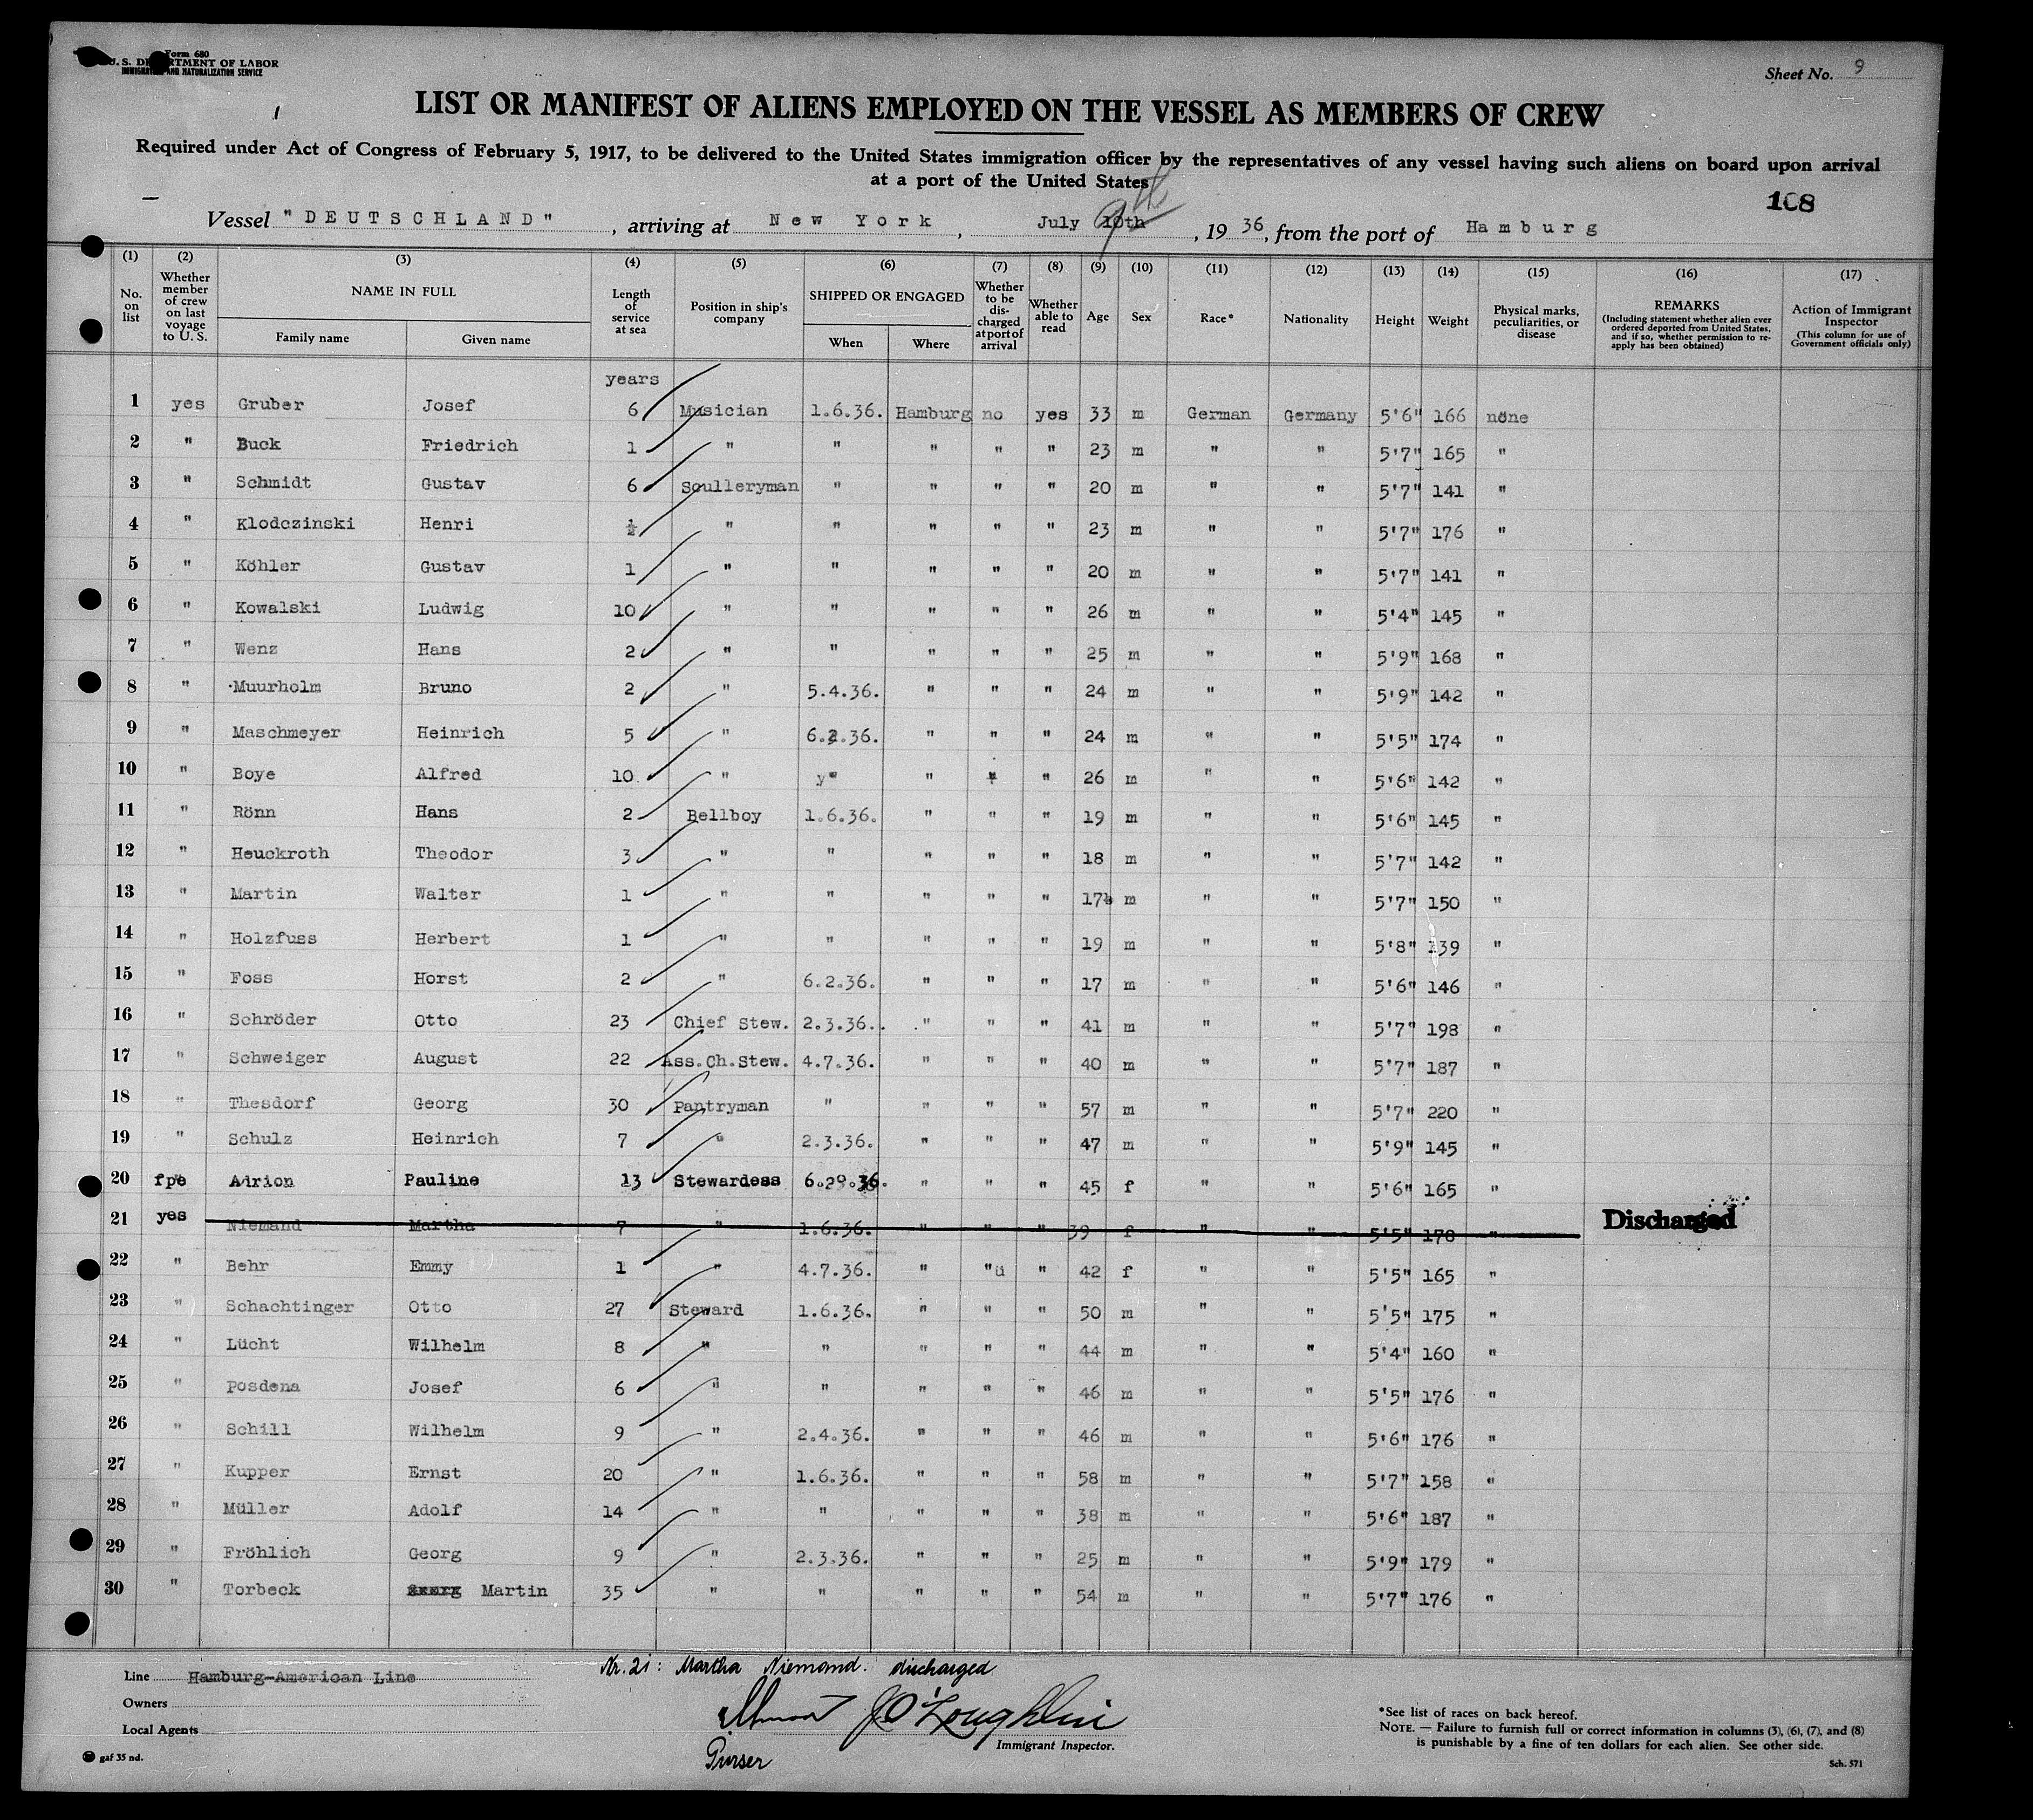 Form 680
U. S. DEPARTMENT OF LABOR
IMMIGRATION AND NATURALIZATION SERVICE
Sheet No. 9
LIST OR MANIFEST OF ALIENS EMPLOYED ON THE VESSEL AS MEMBERS OF CREW
Required under Act of Congress of February 5, 1917, to be delivered to the United States immigration officer by the representatives of any vessel having such aliens on board upon arrival
at a port of the United States
108
Vessel "DEUTSCHLAND", arriving at New York, July 10th 9th, 1936, from the port of Hamburg
(1) (2) (3) (4) (5) (6) (7) (8) (9) (10) (11) (12) (13) (14) (15) (16) (17)
No. on list
Whether member of crew on last voyage to U. S.
NAME IN FULL
Family name
Given name
Length of service at sea
Position in ship's company
SHIPPED OR ENGAGED
When
Where
Whether to be discharged at port of arrival
Whether able to read
Age
Sex
Race*
Nationality
Height
Weight
Physical marks, peculiarities, or disease
REMARKS
(Including statement whether alien ever ordered deported from United States, and if so, whether permission to re-apply has been obtained)
Action of Immigrant Inspector
(This column for use of Government officials only)
years
1 yes Gruber Josef 6 Musician 1.6.36. Hamburg no yes 33 m German Germany 5'6" 166 none
2 " Buck Friedrich 1 " " " " " 23 m " " 5'7" 165 "
3 " Schmidt Gustav 6 Sculleryman " " " " 20 m " " 5'7" 141 "
4 " Klodczinski Henri ½ " " " " " 23 m " " 5'7" 176 "
5 " Köhler Gustav 1 " " " " " 20 m " " 5'7" 141 "
6 " Kowalski Ludwig 10 " " " " " 26 m " " 5'4" 145 "
7 " Wenz Hans 2 " " " " " 25 m " " 5'9" 168 "
8 " Muurholm Bruno 2 " 5.4.36. " " " 24 m " " 5'9" 142 "
9 " Maschmeyer Heinrich 5 " 6.2.36. " " " 24 m " " 5'5" 174 "
10 " Boye Alfred 10 " " " " " 26 m " " 5'6" 142 "
11 " Rönn Hans 2 Bellboy 1.6.36. " " " 19 m " " 5'6" 145 "
12 " Heuckroth Theodor 3 " " " " " 18 m " " 5'7" 142 "
13 " Martin Walter 1 " " " " " 17 m " " 5'7" 150 "
14 " Holzfuss Herbert 1 " " " " " 19 m " " 5'8" 139 "
15 " Foss Horst 2 " 6.2.36. " " " 17 m " " 5'6" 146 "
16 " Schröder Otto 23 Chief Stew. 2.3.36. " " " 41 m " " 5'7" 198 "
17 " Schweiger August 22 Ass.Ch.Stew. 4.7.36. " " " 40 m " " 5'7" 187 "
18 " Thesdorf Georg 30 Pantryman " " " " 57 m " " 5'7" 220 "
19 " Schulz Heinrich 7 " 2.3.36. " " " 47 m " " 5'9" 145 "
20 Adrion Pauline 13 Stewardess " " " 45 f " " 5'6" 165 "
21 yes Niemand Martha 7 " 1.6.36. " " " 39 f " " 5'5" 178 " Discharged
22 " Behr Emmy 1 " 4.7.36. " " " 42 f " " 5'5" 165 "
23 " Schachtinger Otto 27 Steward 1.6.36. " " " 50 m " " 5'5" 175 "
24 " Lücht Wilhelm 8 " " " " " 44 m " " 5'4" 160 "
25 " Posdena Josef 6 " " " " " 46 m " " 5'5" 176 "
26 " Schill Wilhelm 9 " 2.4.36. " " " 46 m " " 5'6" 176 "
27 " Kupper Ernst 20 " 1.6.36. " " " 58 m " " 5'7" 158 "
28 " Müller Adolf 14 " " " " " 38 m " " 5'6" 187 "
29 " Fröhlich Georg 9 " 2.3.36. " " " 25 m " " 5'9" 179 "
30 " Torbeck Martin 35 " " " " " 54 m " " 5'7" 176 "
Nr. 21: Martha Niemand. discharged
Line Hamburg-American Line
Owners
Local Agents
J O'Loughlin
Immigrant Inspector.
Purser
*See list of races on back hereof.
NOTE. — Failure to furnish full or correct information in columns (3), (6), (7), and (8)
is punishable by a fine of ten dollars for each alien. See other side.
gaf 35 nd.
Sch. 571